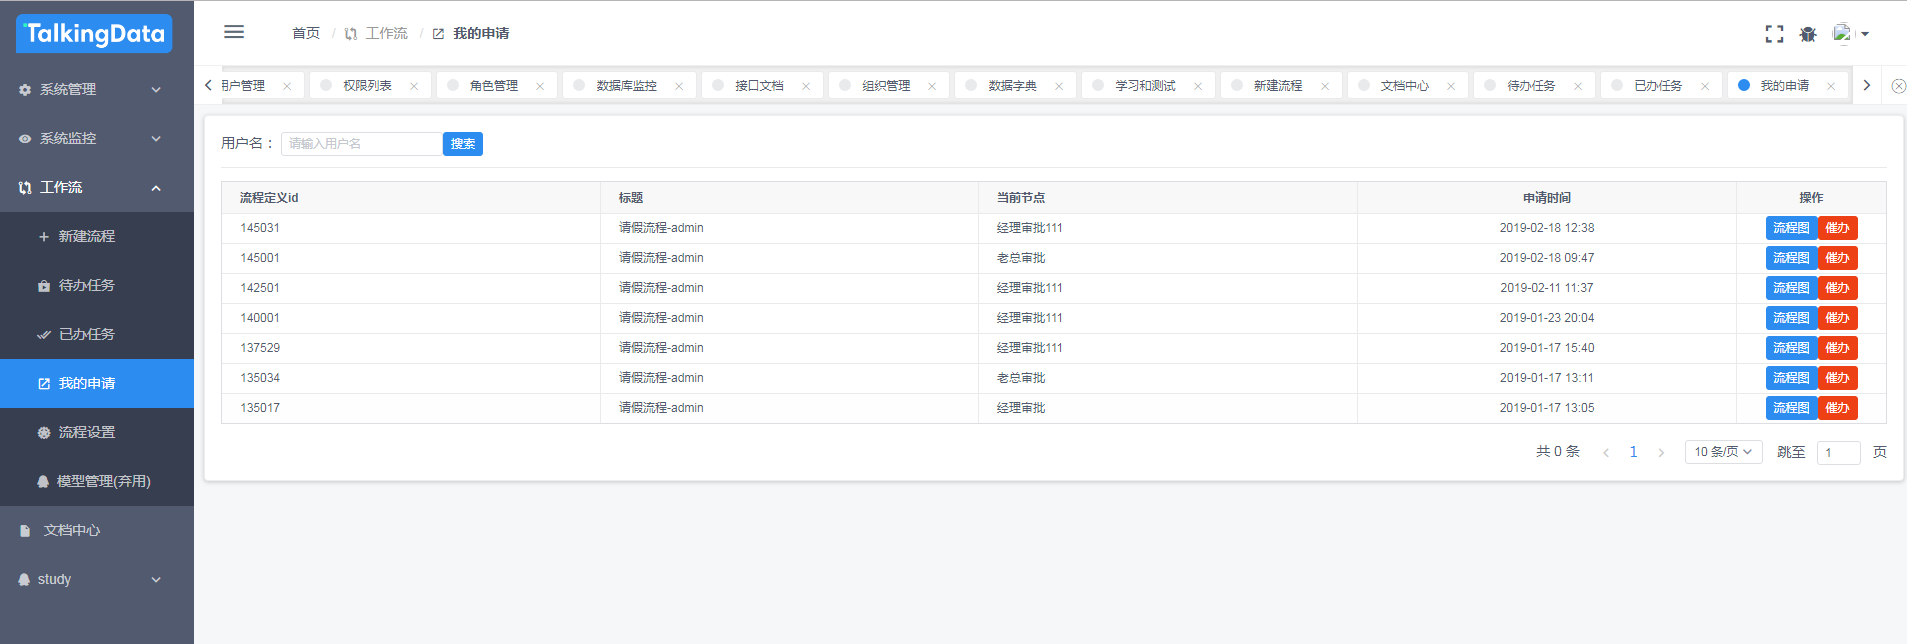 TalkingData
系统管理
系统监控
工作流
新建流程
待办任务
已办任务
我的申请
流程设置
模型管理(弃用)
文档中心
study
首页 / 工作流 / 我的申请
用户管理 权限列表 角色管理 数据库监控 接口文档 组织管理 数据字典 学习和测试 新建流程 文档中心 待办任务 已办任务 我的申请
用户名： 请输入用户名 搜索
流程定义id 标题 当前节点 申请时间 操作
145031 请假流程-admin 经理审批111 2019-02-18 12:38 流程图 催办
145001 请假流程-admin 老总审批 2019-02-18 09:47 流程图 催办
142501 请假流程-admin 经理审批111 2019-02-11 11:37 流程图 催办
140001 请假流程-admin 经理审批111 2019-01-23 20:04 流程图 催办
137529 请假流程-admin 经理审批111 2019-01-17 15:40 流程图 催办
135034 请假流程-admin 老总审批 2019-01-17 13:11 流程图 催办
135017 请假流程-admin 经理审批 2019-01-17 13:05 流程图 催办
共 0 条 1 10 条/页 跳至 1 页